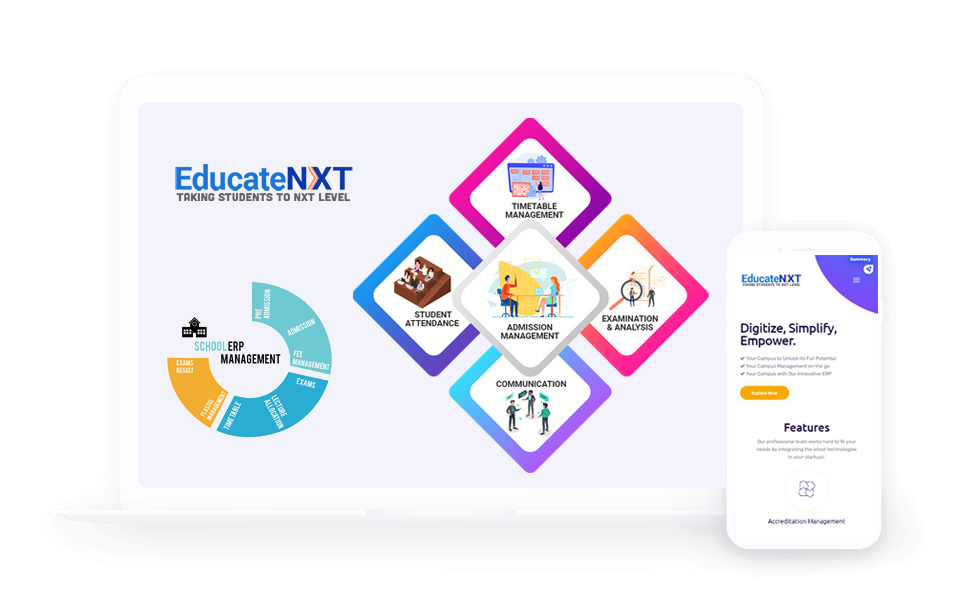 EducateNXT
TAKING STUDENTS TO NXT LEVEL
SCHOOL ERP
MANAGEMENT
PRE
ADMISSION
ADMISSION
FEE
MANAGEMENT
EXAMS
LECTURE
ALLOCATION
TIMETABLE
MANAGEMENT
EXAMS
RESULT
TIMETABLE
MANAGEMENT
STUDENT
ATTENDANCE
ADMISSION
MANAGEMENT
EXAMINATION
& ANALYSIS
COMMUNICATION
Summary
EducateNXT
TAKING STUDENTS TO NXT LEVEL
Digitize, Simplify,
Empower.
Your Campus to Unlock its Full Potential
Your Campus Management on the go
Your Campus with Our Innovative ERP
Explore Now
Features
Our professional team works hard to fit your
needs by integrating the latest technologies
in your startups.
Accreditation Management